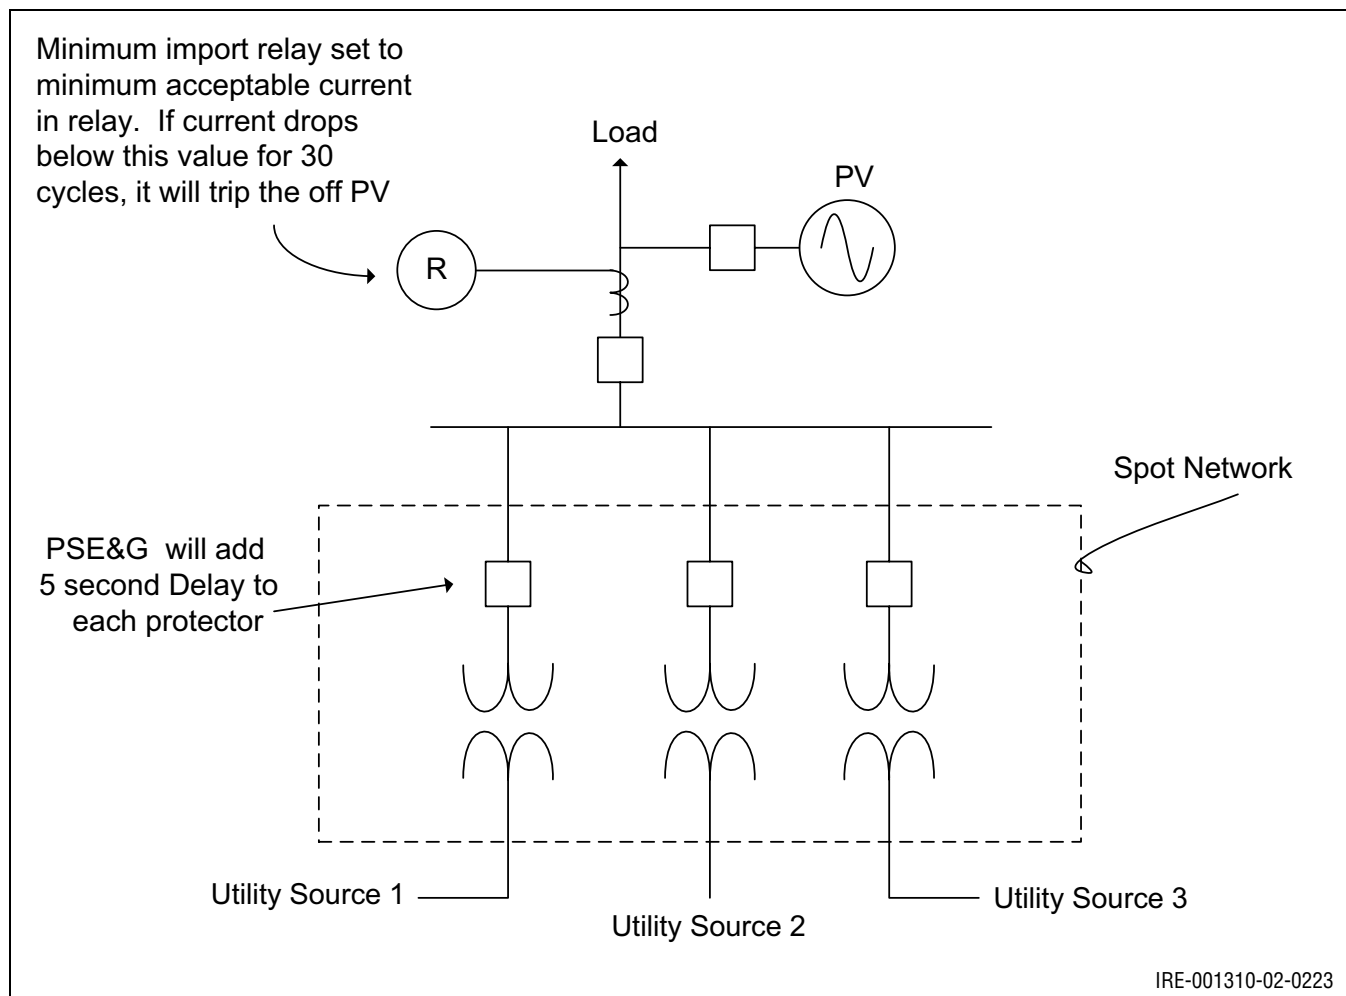 Minimum import relay set to
minimum acceptable current
in relay.  If current drops
below this value for 30
cycles, it will trip the off PV
Load
PV
R
Spot Network
PSE&G  will add
5 second Delay to
each protector
Utility Source 1
Utility Source 2
Utility Source 3
IRE-001310-02-0223